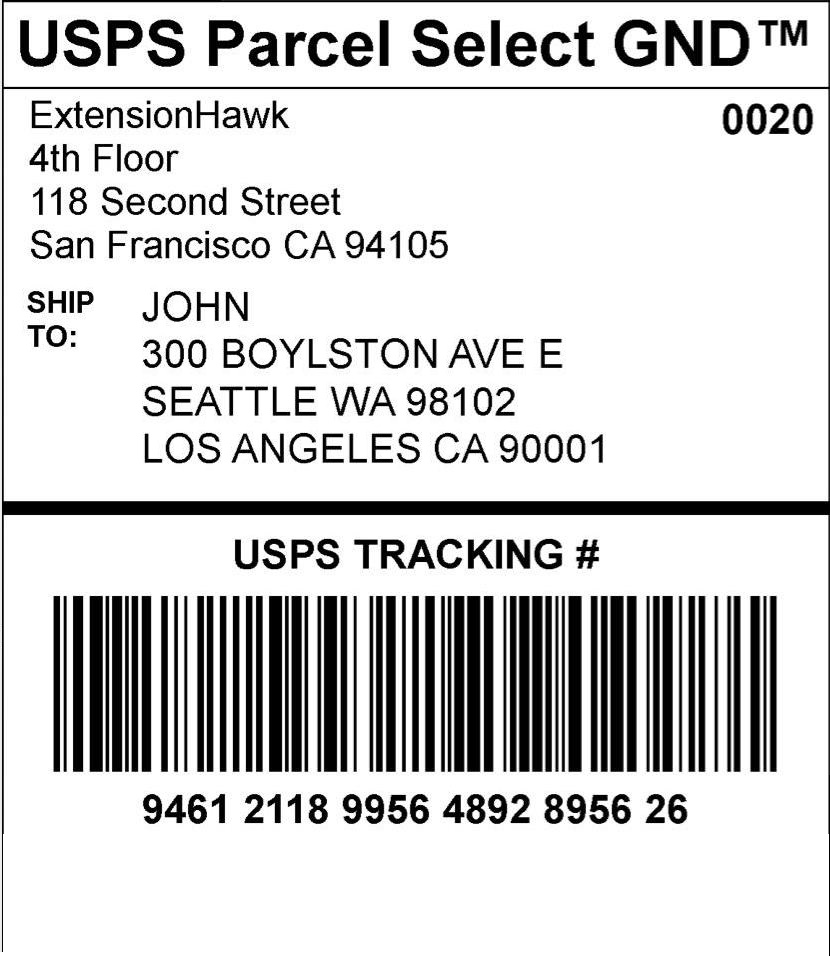 USPS Parcel Select GND™
ExtensionHawk
0020
4th Floor
118 Second Street
San Francisco CA 94105
SHIP TO:
JOHN
300 BOYLSTON AVE E
SEATTLE WA 98102
LOS ANGELES CA 90001
USPS TRACKING #
9461 2118 9956 4892 8956 26